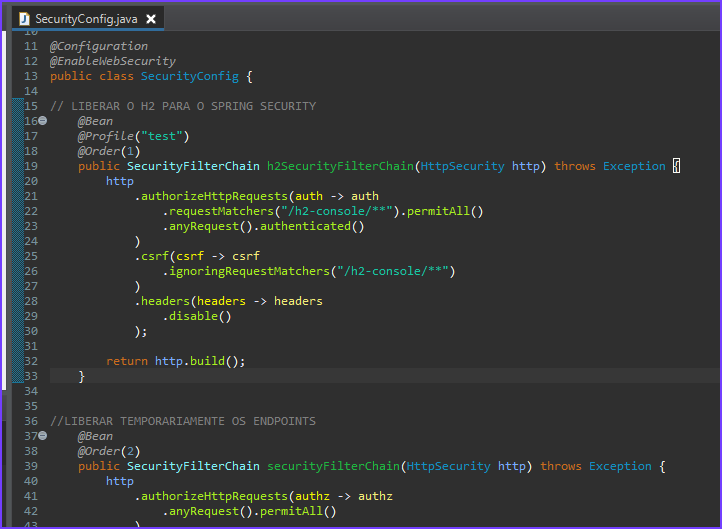 SecurityConfig.java
10
11 @Configuration
12 @EnableWebSecurity
13 public class SecurityConfig {
14
15 // LIBERAR O H2 PARA O SPRING SECURITY
16 @Bean
17 @Profile("test")
18 @Order(1)
19 public SecurityFilterChain h2SecurityFilterChain(HttpSecurity http) throws Exception {
20 http
21 .authorizeHttpRequests(auth -> auth
22 .requestMatchers("/h2-console/**").permitAll()
23 .anyRequest().authenticated()
24 )
25 .csrf(csrf -> csrf
26 .ignoringRequestMatchers("/h2-console/**")
27 )
28 .headers(headers -> headers
29 .disable()
30 );
31
32 return http.build();
33 }
34
35
36 //LIBERAR TEMPORARIAMENTE OS ENDPOINTS
37 @Bean
38 @Order(2)
39 public SecurityFilterChain securityFilterChain(HttpSecurity http) throws Exception {
40 http
41 .authorizeHttpRequests(authz -> authz
42 .anyRequest().permitAll()
43 )